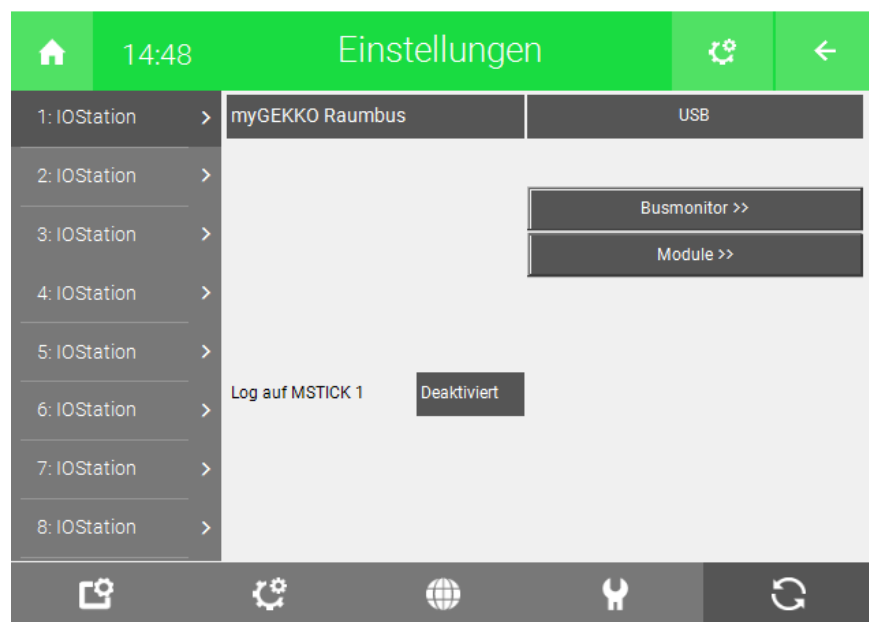 14:48
Einstellungen
1: IOStation
myGEKKO Raumbus
USB
2: IOStation
Busmonitor >>
3: IOStation
Module >>
4: IOStation
5: IOStation
Log auf MSTICK 1
Deaktiviert
6: IOStation
7: IOStation
8: IOStation